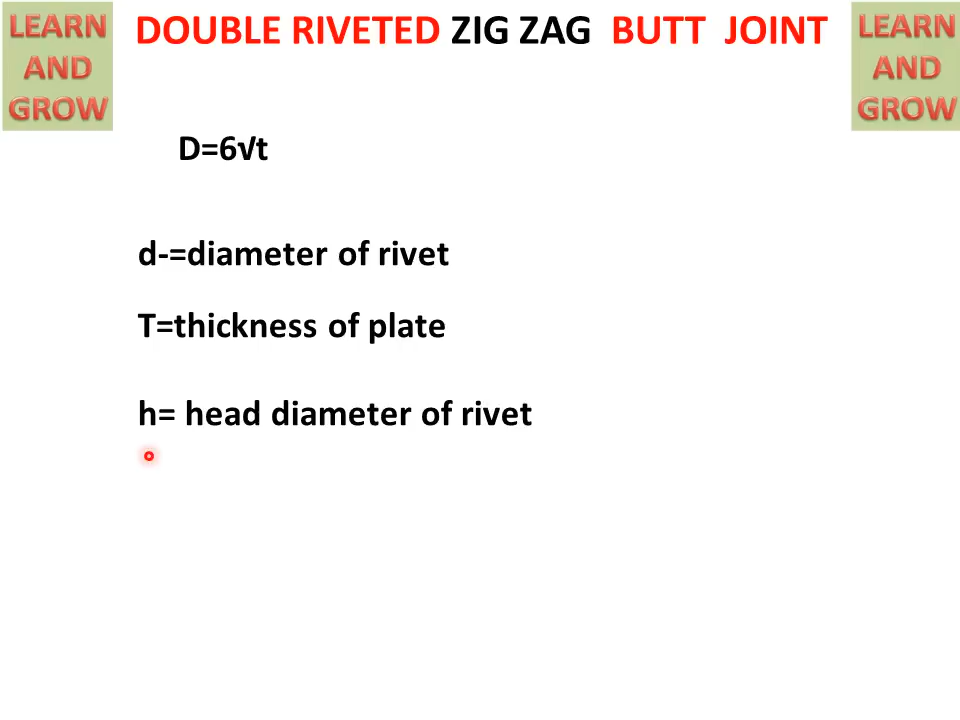 LEARN
AND
GROW
DOUBLE RIVETED ZIG ZAG BUTT JOINT
LEARN
AND
GROW
D=6√t
d-=diameter of rivet
T=thickness of plate
h= head diameter of rivet